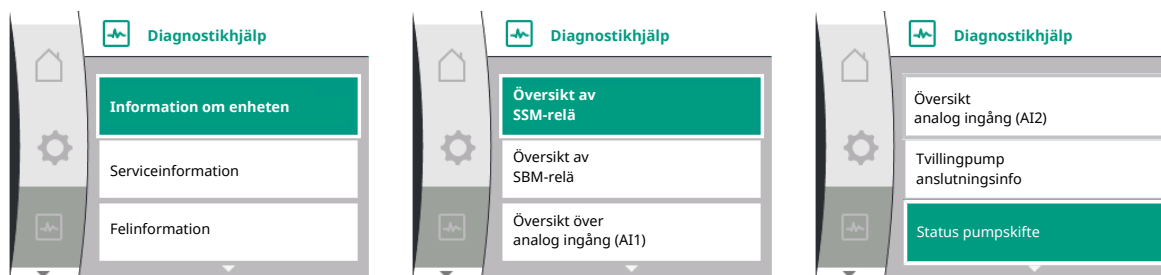 Diagnostikhjälp
Information om enheten
Serviceinformation
Felinformation
Diagnostikhjälp
Översikt av
SSM-relä
Översikt av
SBM-relä
Översikt över
analog ingång (AI1)
Diagnostikhjälp
Översikt
analog ingång (AI2)
Tvillingpump
anslutningsinfo
Status pumpskifte